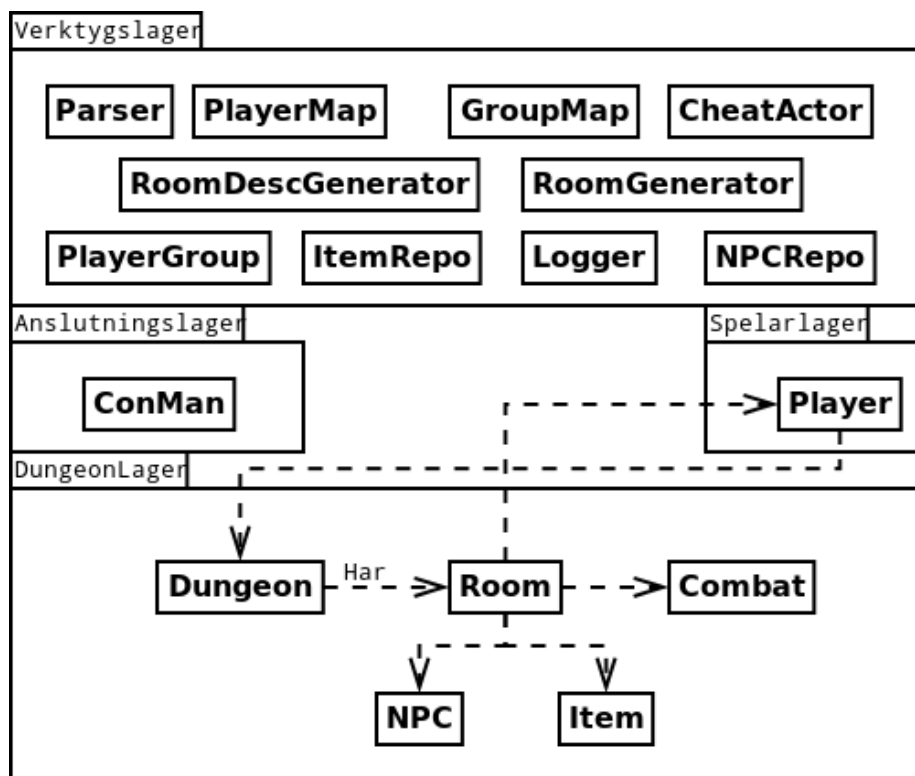 Verktygslager
Parser PlayerMap GroupMap CheatActor
RoomDescGenerator RoomGenerator
PlayerGroup ItemRepo Logger NPCRepo
Anslutningslager Spelarlager
ConMan Player
DungeonLager
Har
Dungeon Room Combat
NPC Item